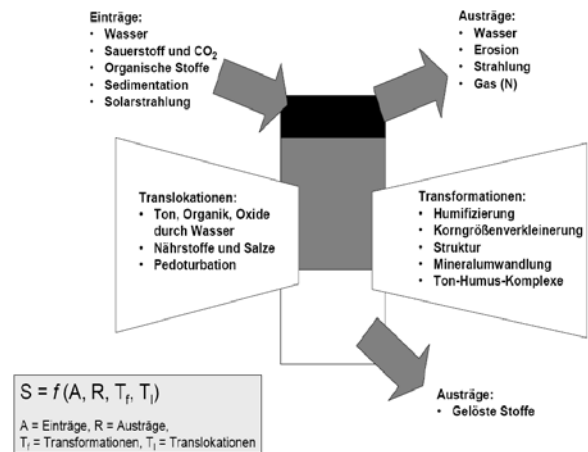 Einträge:
• Wasser
• Sauerstoff und CO₂
• Organische Stoffe
• Sedimentation
• Solarstrahlung
Austräge:
• Wasser
• Erosion
• Strahlung
• Gas (N)
Translokationen:
• Ton, Organik, Oxide
durch Wasser
• Nährstoffe und Salze
• Pedoturbation
Transformationen:
• Humifizierung
• Korngrößenverkleinerung
• Struktur
• Mineralumwandlung
• Ton-Humus-Komplexe
Austräge:
• Gelöste Stoffe
S = f (A, R, Tf, Tl)
A = Einträge, R = Austräge,
Tf = Transformationen, Tl = Translokationen